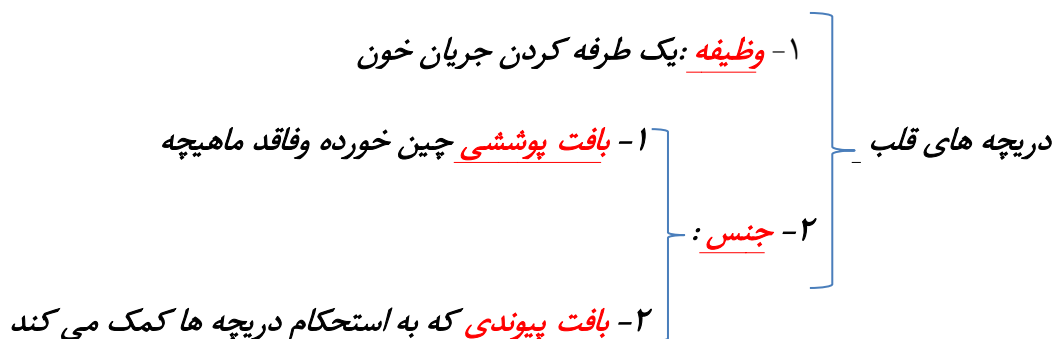 ۱- وظیفه :یک طرفه کردن جریان خون
دریچه های قلب
۱- بافت پوششی چین خورده وفاقد ماهیچه
۲- جنس :
۲- بافت پیوندی که به استحکام دریچه ها کمک می کند